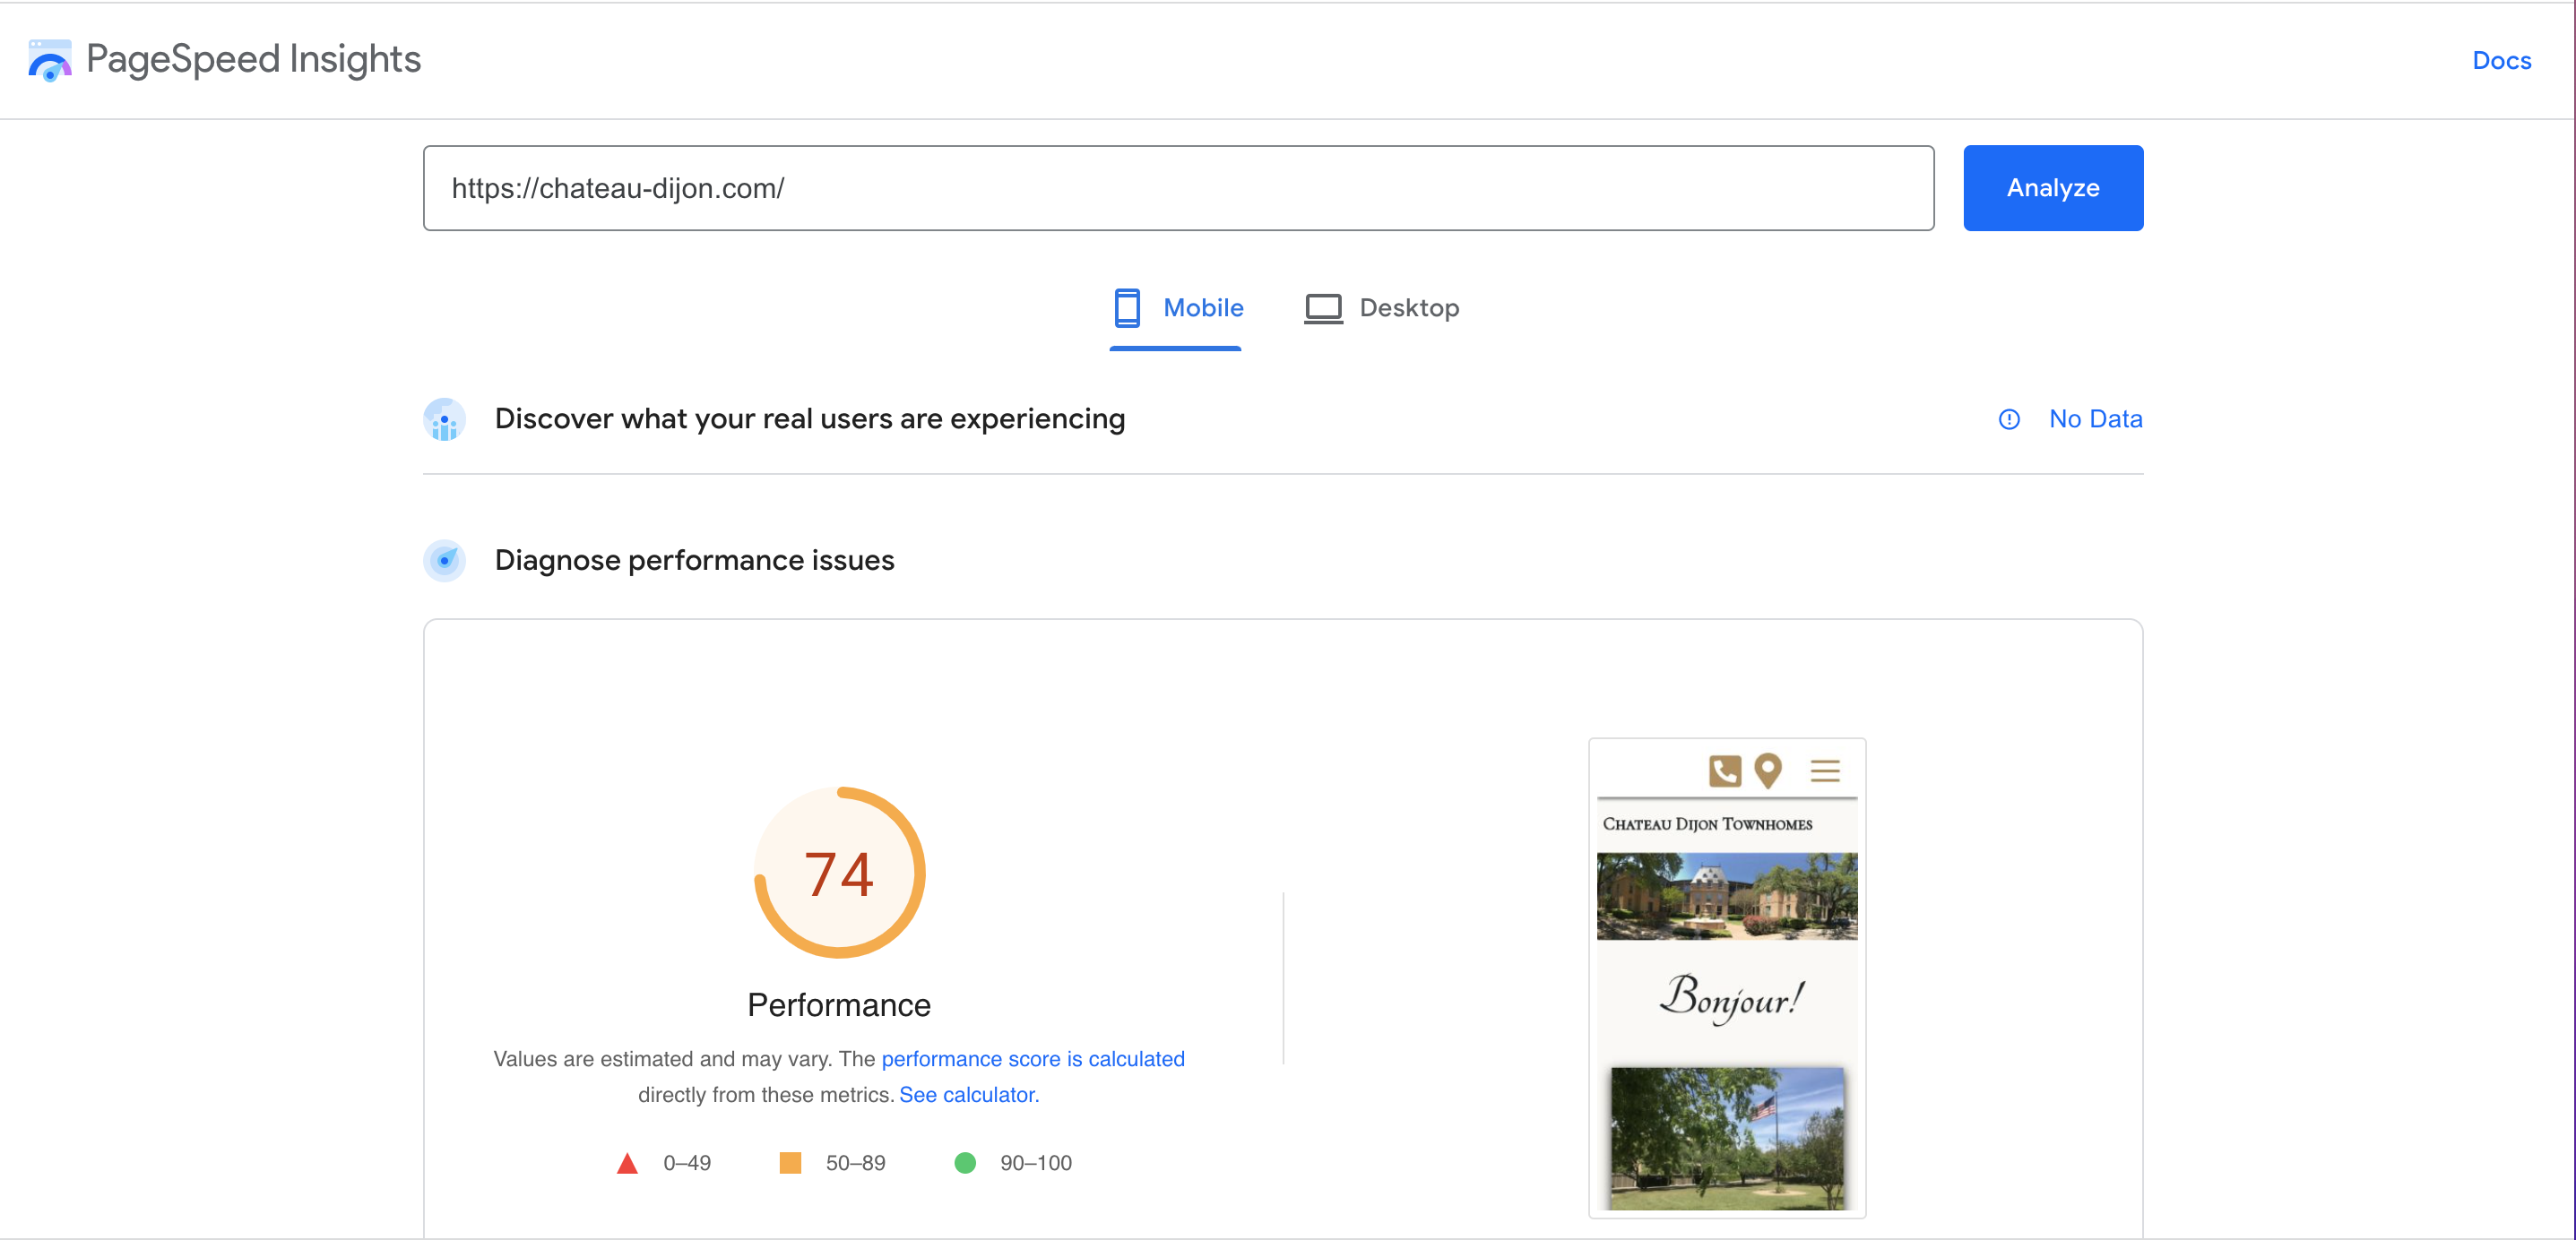 PageSpeed Insights
Docs
https://chateau-dijon.com/
Analyze
Mobile
Desktop
Discover what your real users are experiencing
No Data
Diagnose performance issues
74
Performance
Values are estimated and may vary. The performance score is calculated
directly from these metrics. See calculator.
0–49
50–89
90–100
Chateau Dijon Townhomes
Bonjour!